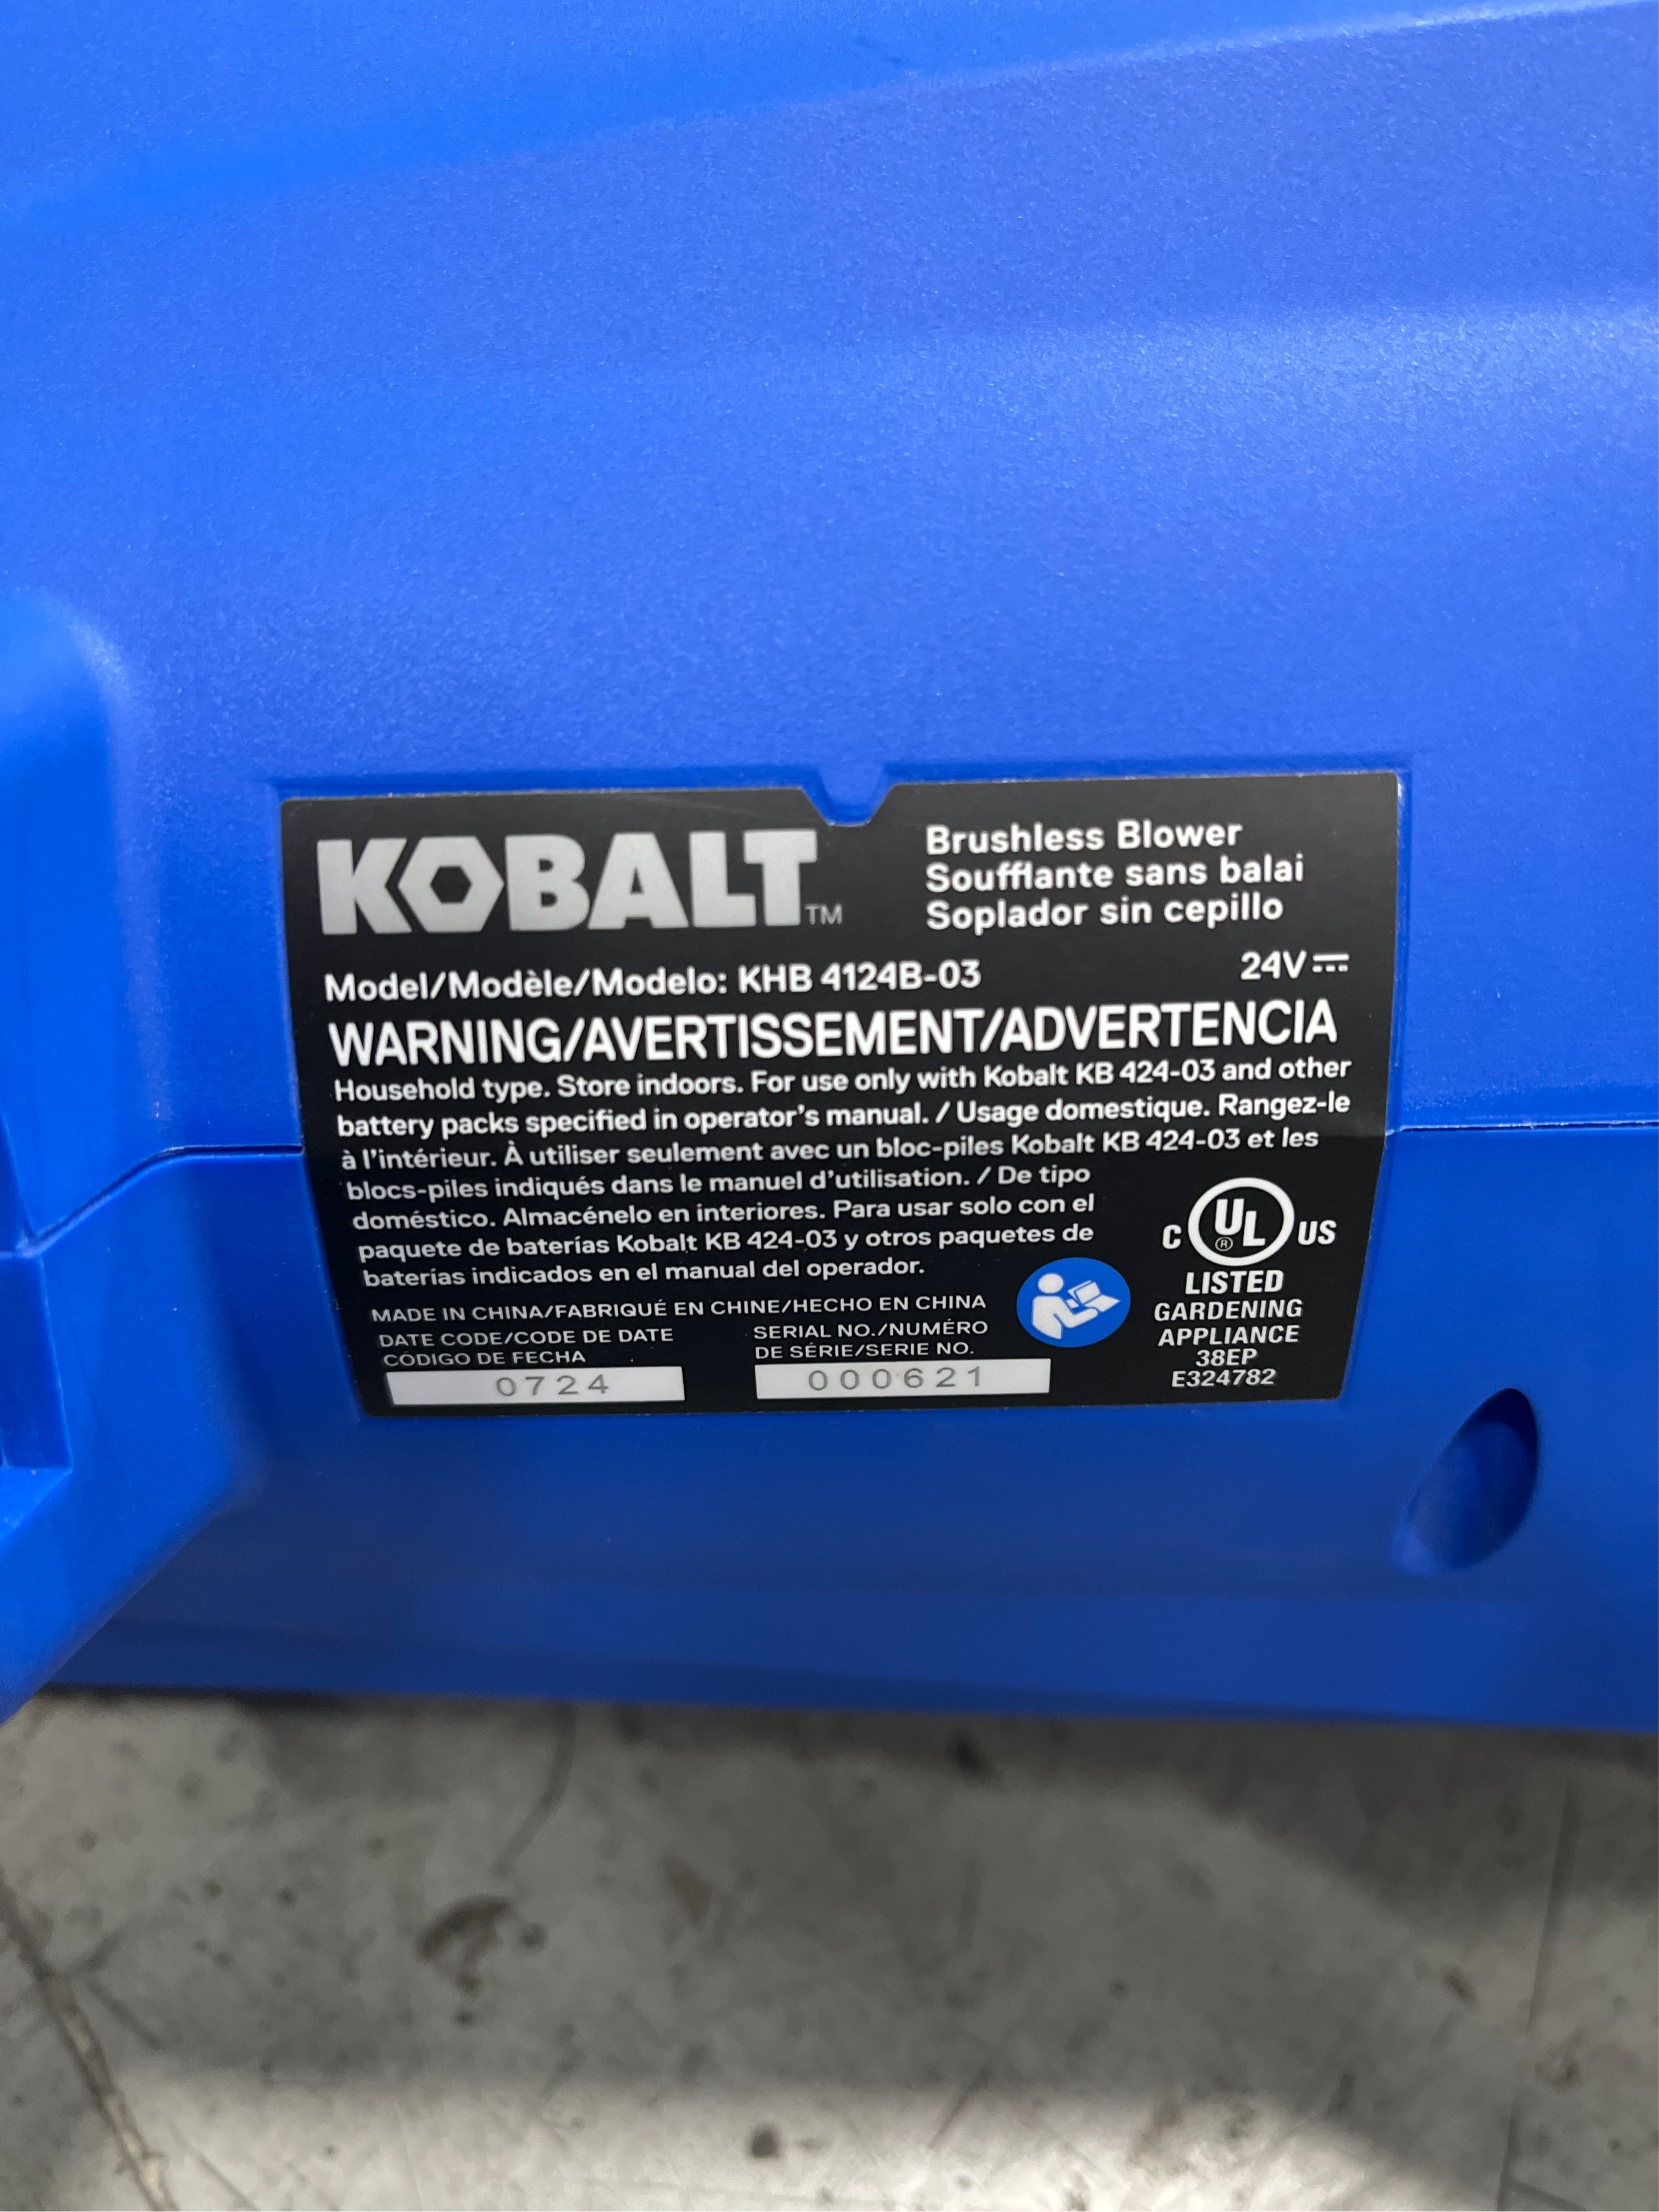 KOBALT™
Brushless Blower
Soufflante sans balai
Soplador sin cepillo
Model/Modèle/Modelo: KHB 4124B-03
24V
WARNING/AVERTISSEMENT/ADVERTENCIA
Household type. Store indoors. For use only with Kobalt KB 424-03 and other
battery packs specified in operator's manual. / Usage domestique. Rangez-le
à l'intérieur. À utiliser seulement avec un bloc-piles Kobalt KB 424-03 et les
blocs-piles indiqués dans le manuel d'utilisation. / De tipo
doméstico. Almacénelo en interiores. Para usar solo con el
paquete de baterías Kobalt KB 424-03 y otros paquetes de
baterías indicados en el manual del operador.
MADE IN CHINA/FABRIQUÉ EN CHINE/HECHO EN CHINA
DATE CODE/CODE DE DATE
CÓDIGO DE FECHA
0724
SERIAL NO./NUMÉRO
DE SÉRIE/SERIE NO.
000621
C UL® US
LISTED
GARDENING
APPLIANCE
38EP
E324782